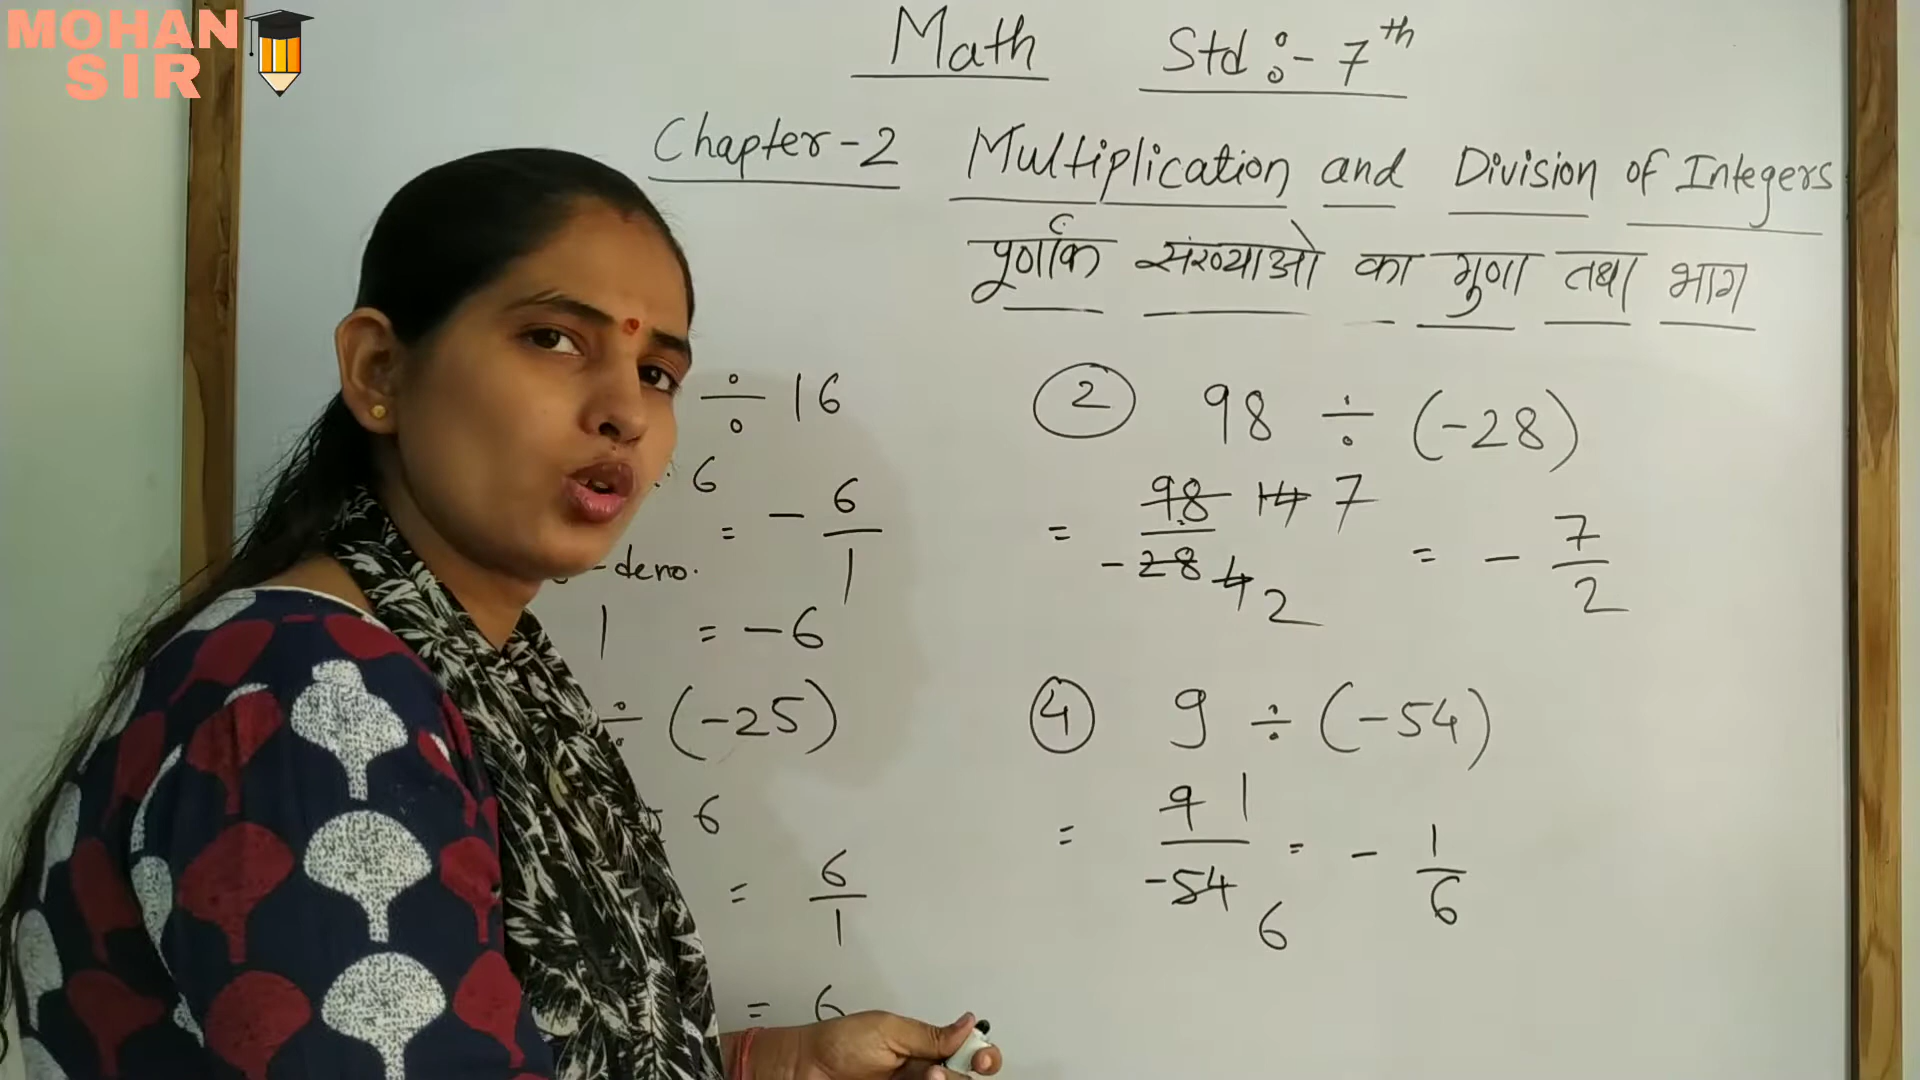 MOHAN
SIR
Math Std :- 7th
Chapter-2 Multiplication and Division of Integers
पूर्णांक संख्याओ का गुणा तथा भाग
÷ 16
6
= - 6/1
-deno.
1 = -6
② 98 ÷ (-28)
= 98 14 7 / -28 4 2 = - 7/2
÷ (-25)
6
= 6/1
= 6
④ 9 ÷ (-54)
= 9 1 / -54 6 = - 1/6